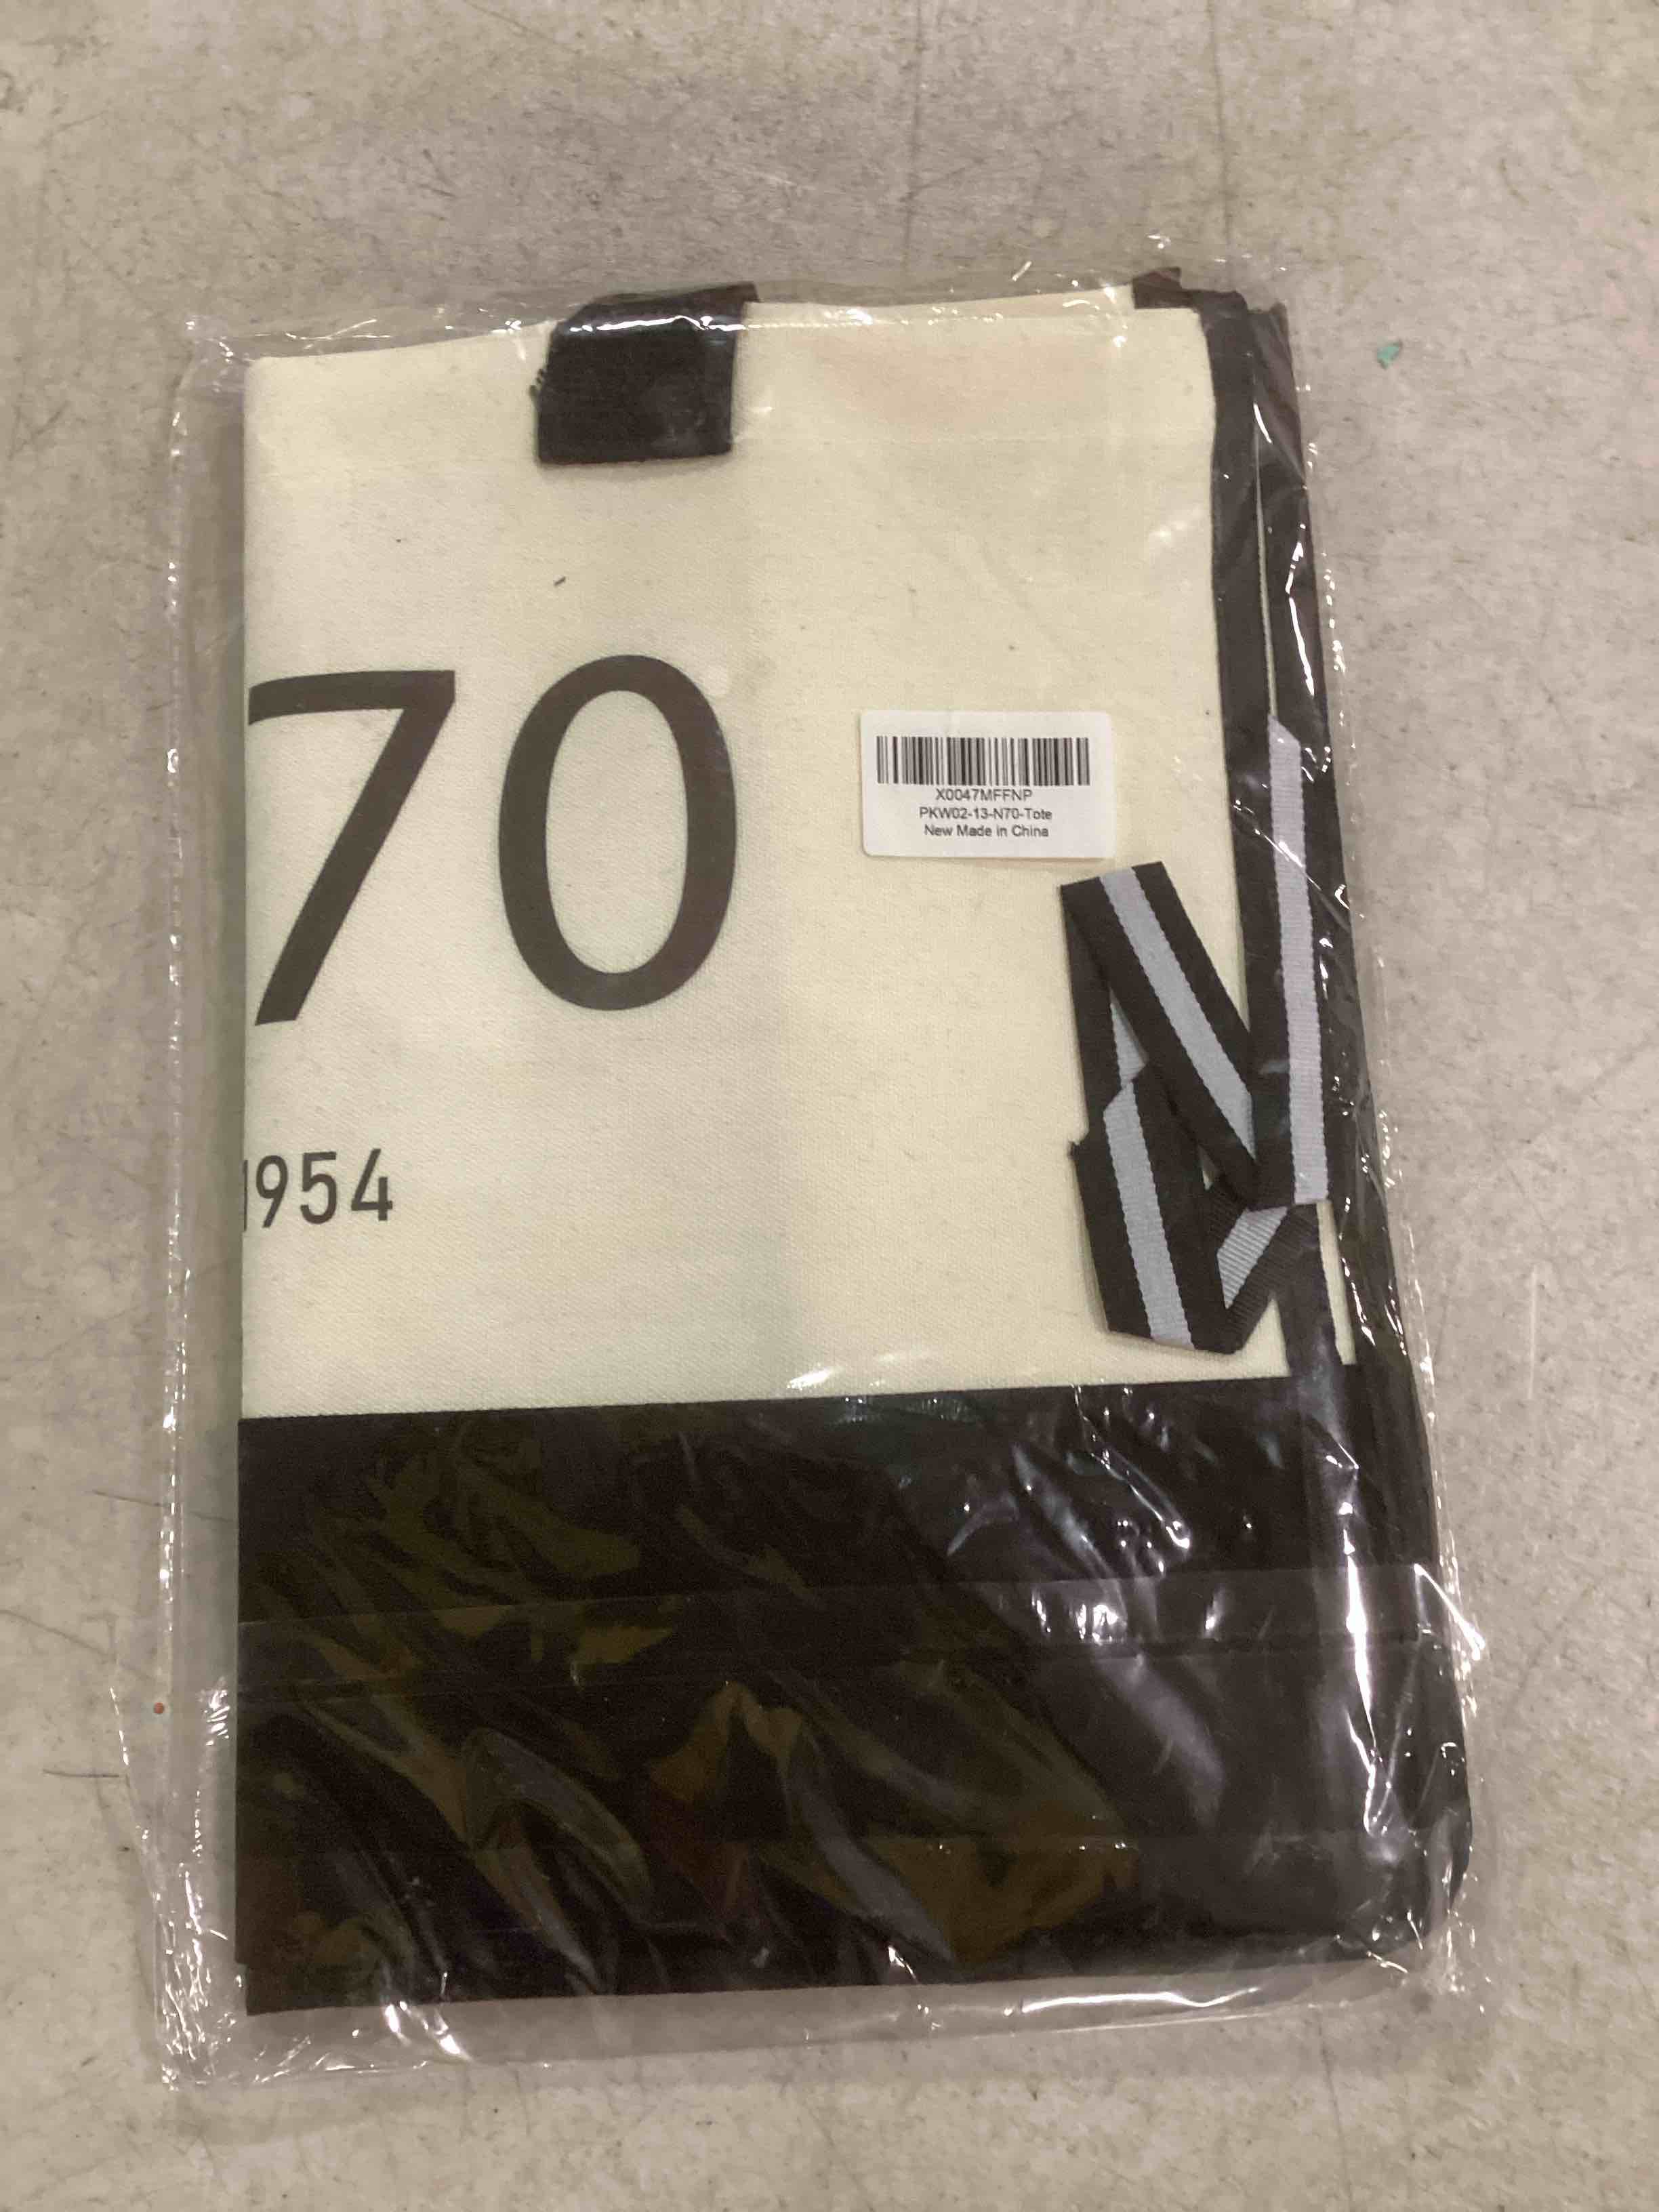 70
X0047MFFNP
PKW02-13-N70-Tote
New Made in China
1954